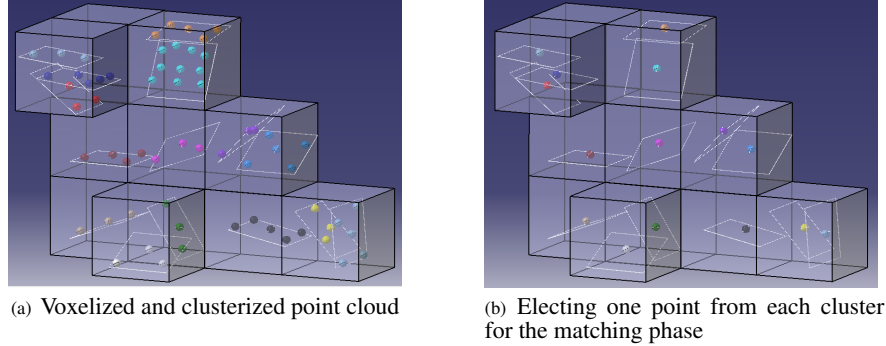 (a) Voxelized and clusterized point cloud
(b) Electing one point from each cluster
for the matching phase